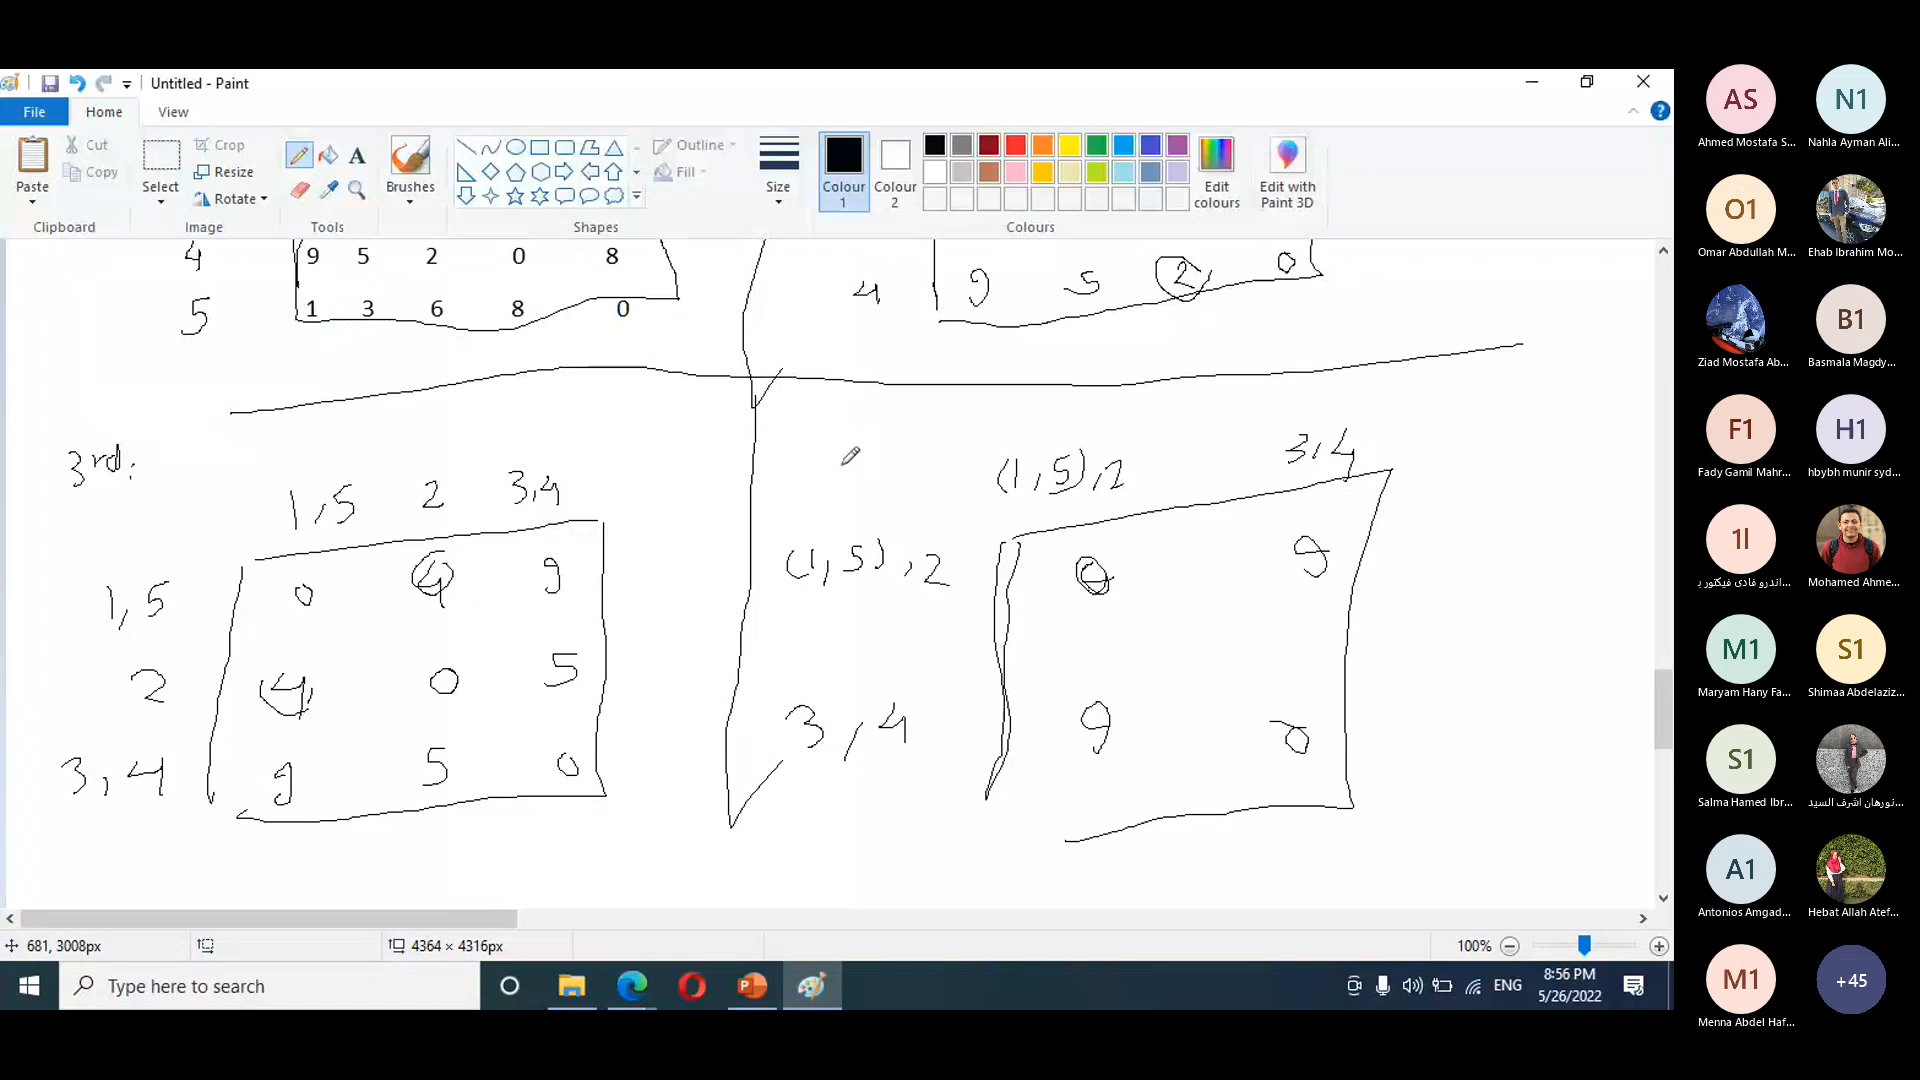 Untitled - Paint
File Home View
Paste
Cut
Copy
Clipboard
Select
Crop
Resize
Rotate
Image
A
Tools
Brushes
Outline
Fill
Shapes
Size
Colour 1
Colour 2
Edit colours
Edit with Paint 3D
Colours
4 9 5 2 0 8
5 1 3 6 8 0
4 9 5 2 0
3rd:
1,5 2 3,4
1,5 0 4 9
2 4 0 5
3,4 9 5 0
(1,5),2 3,4
(1,5),2 0 9
3,4 9 0
681, 3008px
4364 × 4316px
100%
Type here to search
ENG
8:56 PM
5/26/2022
AS
Ahmed Mostafa S...
N1
Nahla Ayman Ali...
O1
Omar Abdullah M...
Ehab Ibrahim Mo...
Ziad Mostafa Ab...
B1
Basmala Magdy...
F1
Fady Gamil Mahr...
H1
hbybh munir syd...
1ا
اندرو فادى فيكتور ب...
Mohamed Ahme...
M1
Maryam Hany Fa...
S1
Shimaa Abdelaziz...
S1
Salma Hamed Ibr...
نورهان اشرف السيد...
A1
Antonios Amgad...
Hebat Allah Atef...
M1
Menna Abdel Haf...
+45